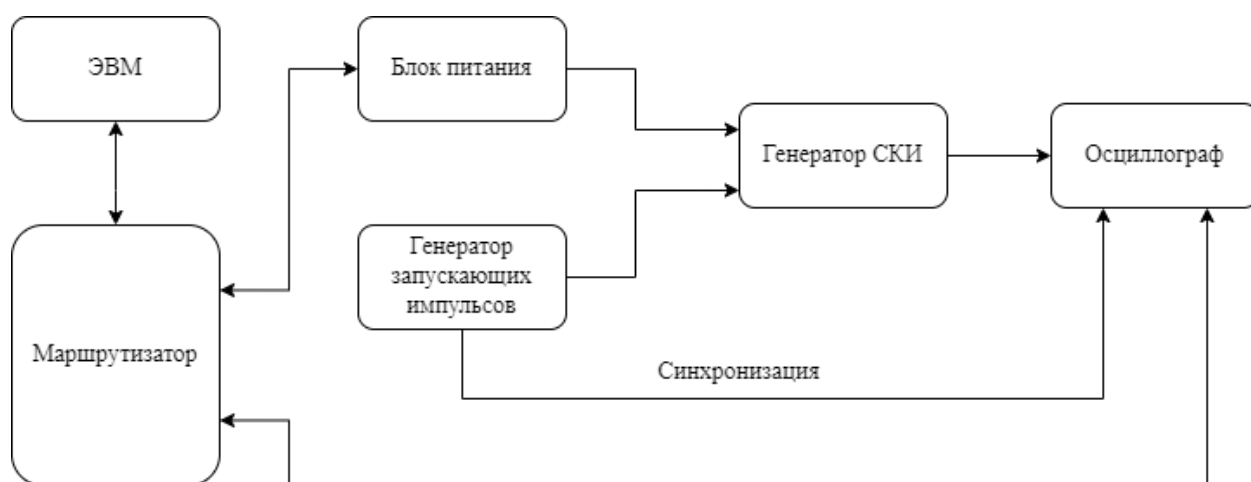 ЭВМ
Блок питания
Генератор СКИ
Осциллограф
Генератор
запускающих
импульсов
Маршрутизатор
Синхронизация